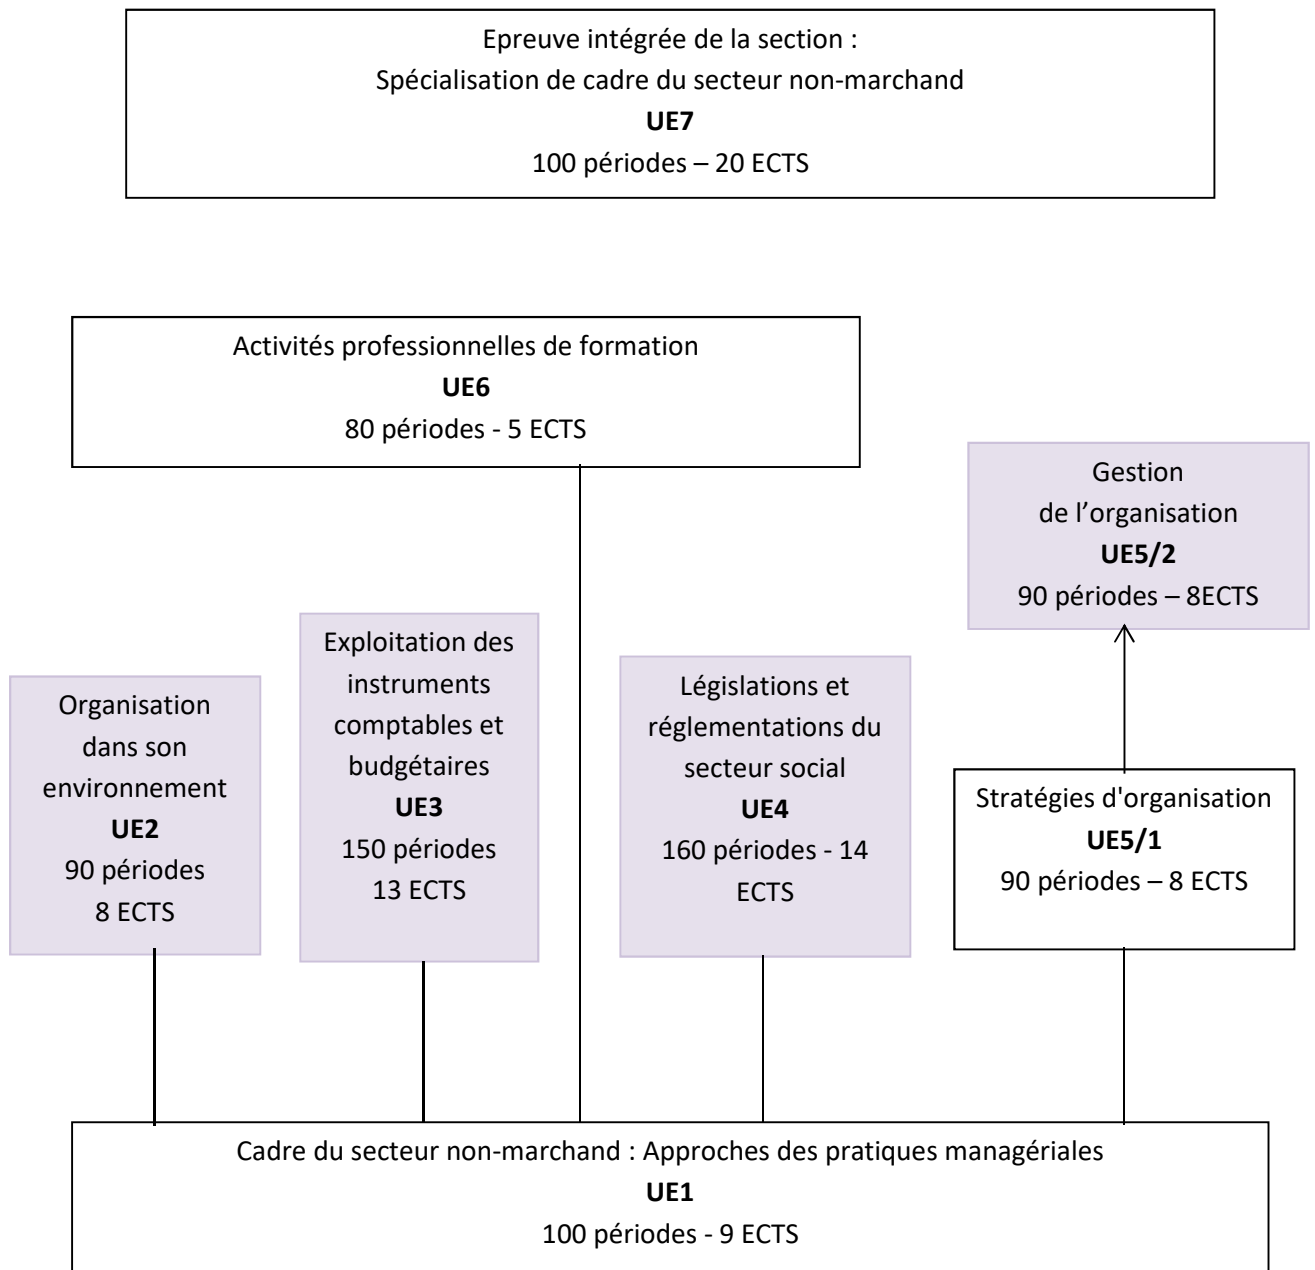 Epreuve intégrée de la section :
Spécialisation de cadre du secteur non-marchand
UE7
100 périodes – 20 ECTS
Activités professionnelles de formation
UE6
80 périodes - 5 ECTS
Gestion
de l’organisation
UE5/2
90 périodes – 8ECTS
Organisation
dans son
environnement
UE2
90 périodes
8 ECTS
Exploitation des
instruments
comptables et
budgétaires
UE3
150 périodes
13 ECTS
Législations et
réglementations du
secteur social
UE4
160 périodes - 14
ECTS
Stratégies d'organisation
UE5/1
90 périodes – 8 ECTS
Cadre du secteur non-marchand : Approches des pratiques managériales
UE1
100 périodes - 9 ECTS